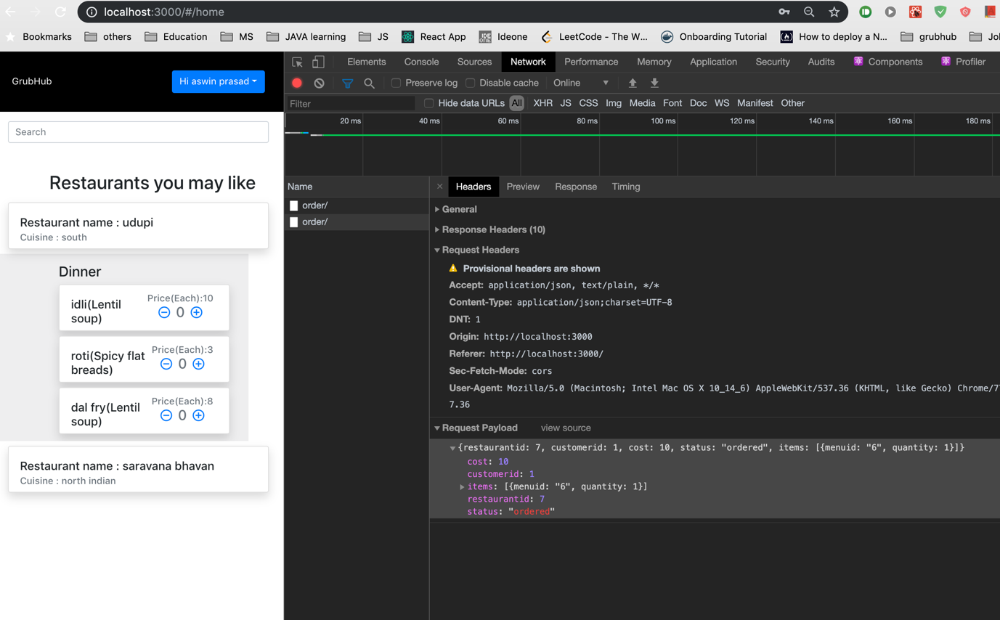 localhost:3000/#/home
Bookmarks others Education MS JAVA learning JS React App IDE ONE Ideone LeetCode - The W... Onboarding Tutorial How to deploy a N... grubhub
GrubHub
Hi aswin prasad
Search
Restaurants you may like
Restaurant name : udupi
Cuisine : south
Dinner
idli(Lentil
soup)
Price(Each):10
0
roti(Spicy flat
breads)
Price(Each):3
0
dal fry(Lentil
soup)
Price(Each):8
0
Restaurant name : saravana bhavan
Cuisine : north indian
Elements Console Sources Network Performance Memory Application Security Audits Components Profiler
Preserve log Disable cache Online
Filter Hide data URLs All XHR JS CSS Img Media Font Doc WS Manifest Other
20 ms 40 ms 60 ms 80 ms 100 ms 120 ms 140 ms 160 ms 180 ms
Name
order/
order/
× Headers Preview Response Timing
General
Response Headers (10)
Request Headers
Provisional headers are shown
Accept: application/json, text/plain, */*
Content-Type: application/json;charset=UTF-8
DNT: 1
Origin: http://localhost:3000
Referer: http://localhost:3000/
Sec-Fetch-Mode: cors
User-Agent: Mozilla/5.0 (Macintosh; Intel Mac OS X 10_14_6) AppleWebKit/537.36 (KHTML, like Gecko)
7.36
Request Payload view source
{restaurantid: 7, customerid: 1, cost: 10, status: "ordered", items: [{menuid: "6", quantity: 1}]}
cost: 10
customerid: 1
items: [{menuid: "6", quantity: 1}]
restaurantid: 7
status: "ordered"